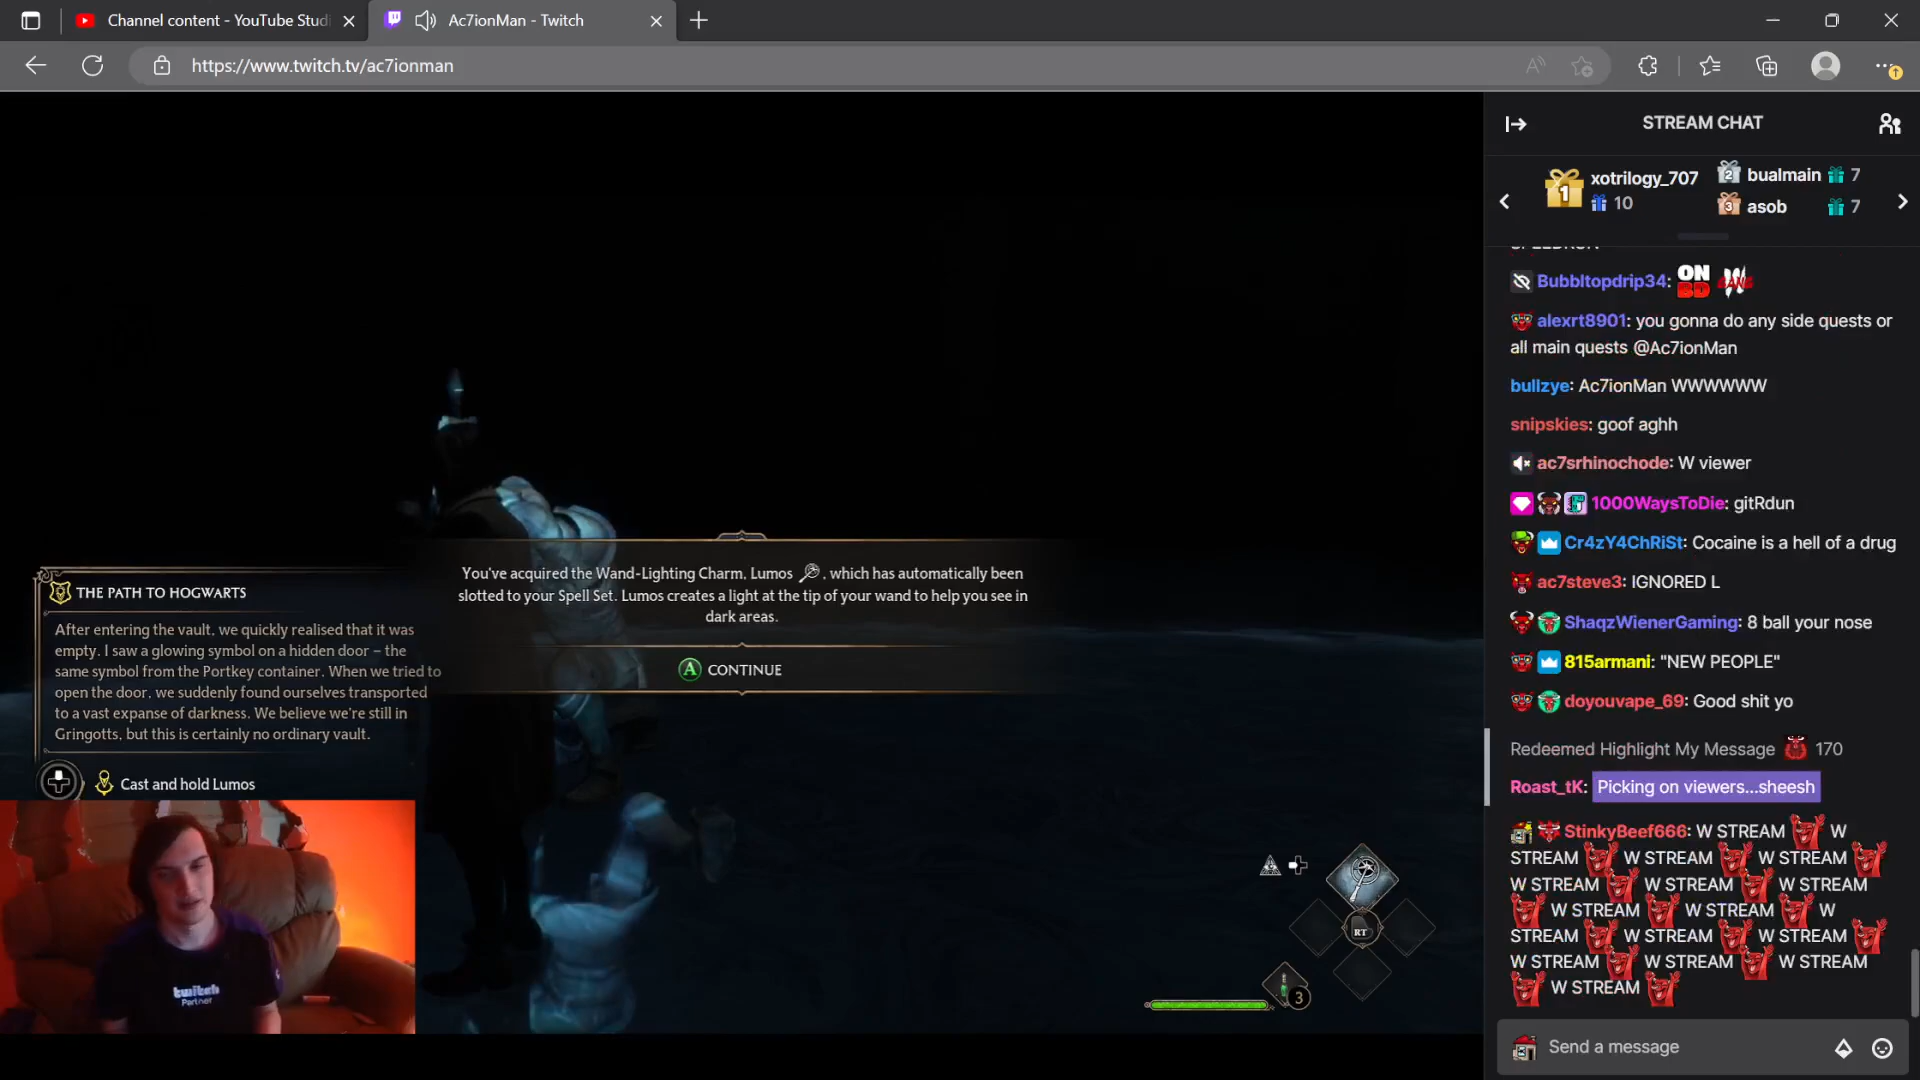 Channel content - YouTube Studi
Ac7ionMan - Twitch
https://www.twitch.tv/ac7ionman
STREAM CHAT
1 xotrilogy_707
10
2 bualmain 7
3 asob 7
Bubbltopdrip34: ON BD W GANG
alexrt8901: you gonna do any side quests or
all main quests @Ac7ionMan
bullzye: Ac7ionMan WWWWWW
snipskies: goof aghh
ac7srhinochode: W viewer
1000WaysToDie: gitRdun
Cr4zY4ChRiSt: Cocaine is a hell of a drug
ac7steve3: IGNORED L
ShaqzWienerGaming: 8 ball your nose
815armani: "NEW PEOPLE"
doyouvape_69: Good shit yo
Redeemed Highlight My Message 170
Roast_tK: Picking on viewers...sheesh
StinkyBeef666: W STREAM W
STREAM W STREAM W STREAM
W STREAM W STREAM W STREAM
W STREAM W STREAM W
STREAM W STREAM W STREAM
W STREAM W STREAM W STREAM
W STREAM
Send a message
You've acquired the Wand-Lighting Charm, Lumos , which has automatically been
slotted to your Spell Set. Lumos creates a light at the tip of your wand to help you see in
dark areas.
A CONTINUE
THE PATH TO HOGWARTS
After entering the vault, we quickly realised that it was
empty. I saw a glowing symbol on a hidden door – the
same symbol from the Portkey container. When we tried to
open the door, we suddenly found ourselves transported
to a vast expanse of darkness. We believe we're still in
Gringotts, but this is certainly no ordinary vault.
Cast and hold Lumos
twitch
Partner
RT
3